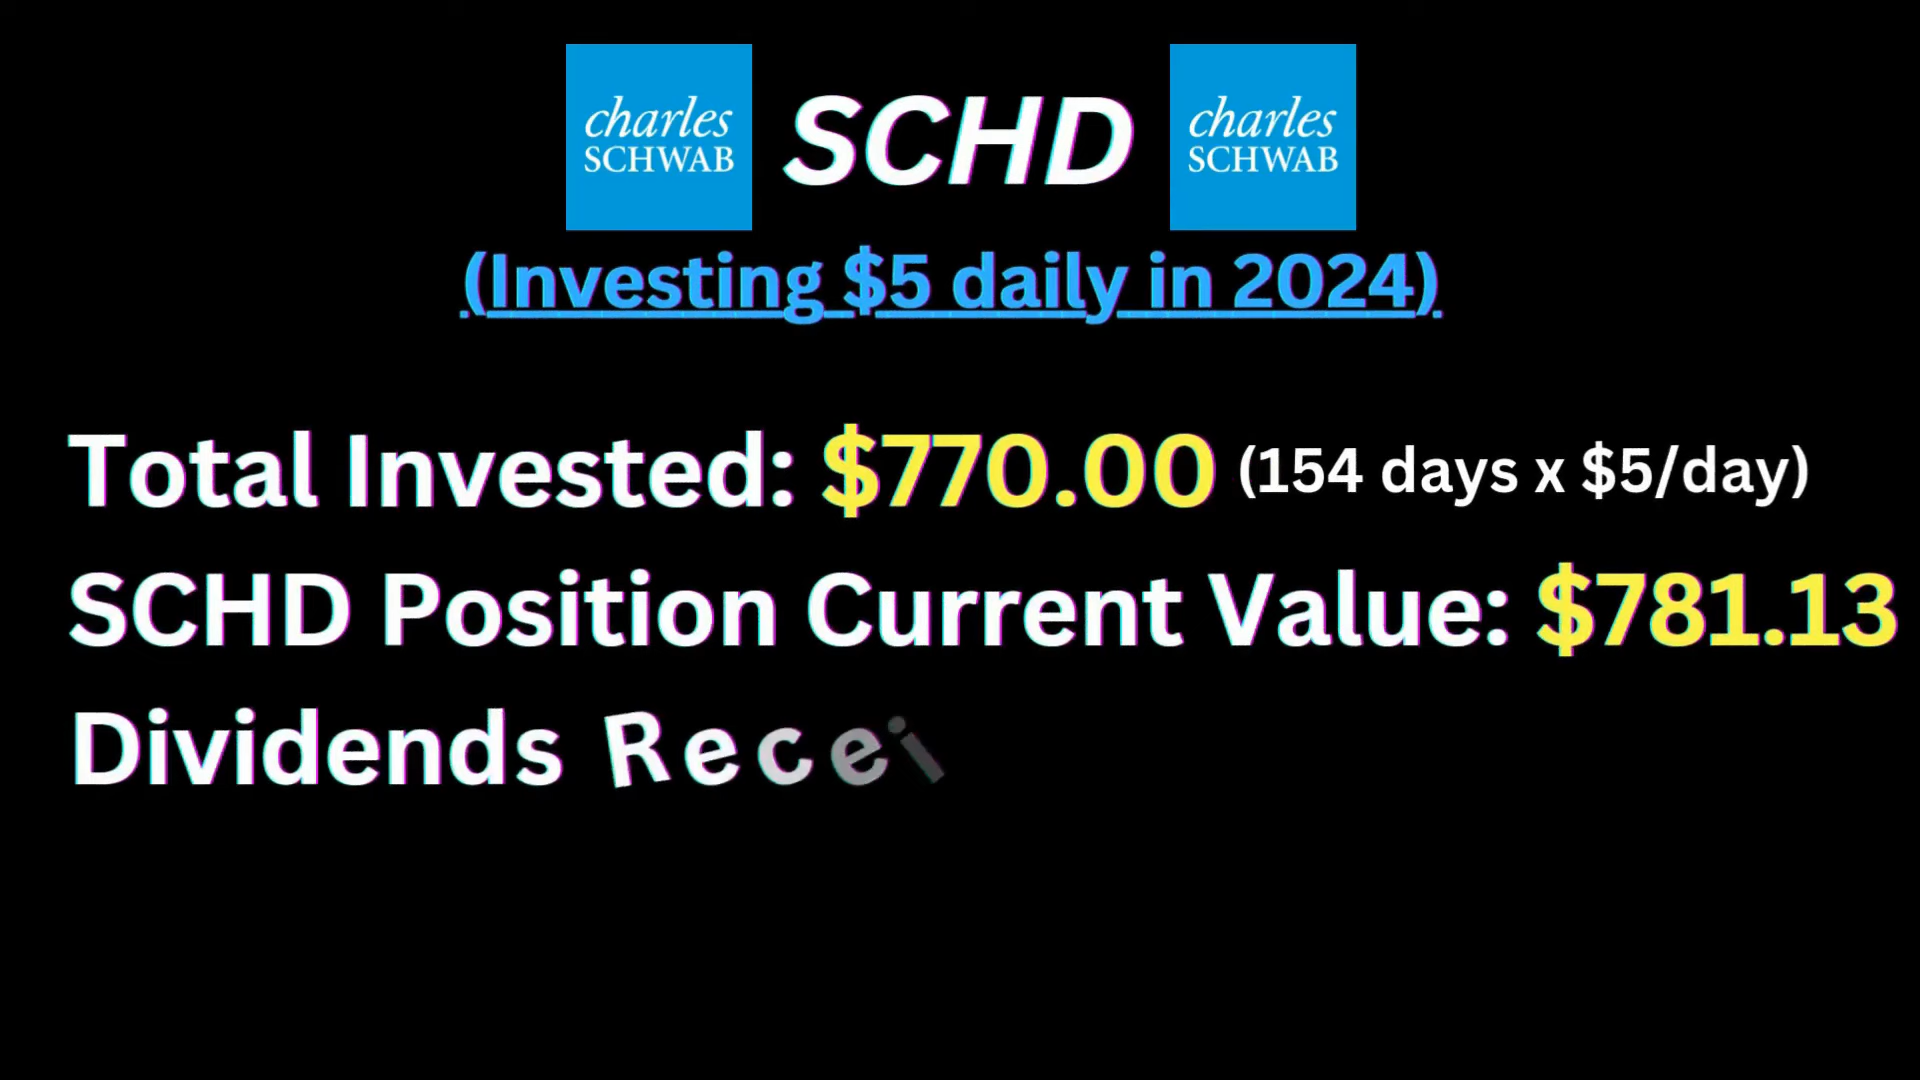 charles SCHWAB SCHD charles SCHWAB
(Investing $5 daily in 2024)
Total Invested: $770.00 (154 days x $5/day)
SCHD Position Current Value: $781.13
Dividends Recei